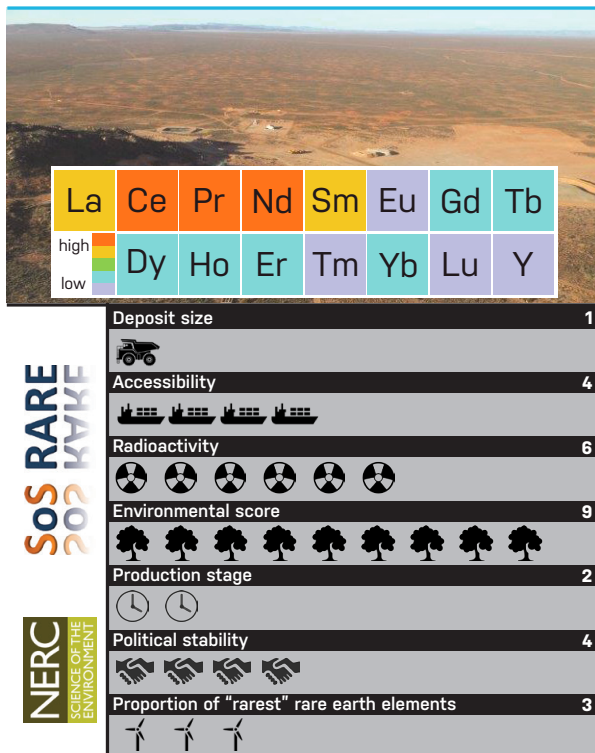 La Ce Pr Nd Sm Eu Gd Tb
high
low
Dy Ho Er Tm Yb Lu Y
Deposit size 1
Accessibility 4
Radioactivity 6
Environmental score 9
Production stage 2
Political stability 4
Proportion of “rarest” rare earth elements 3
SoS RARE
NERC
SCIENCE OF THE
ENVIRONMENT